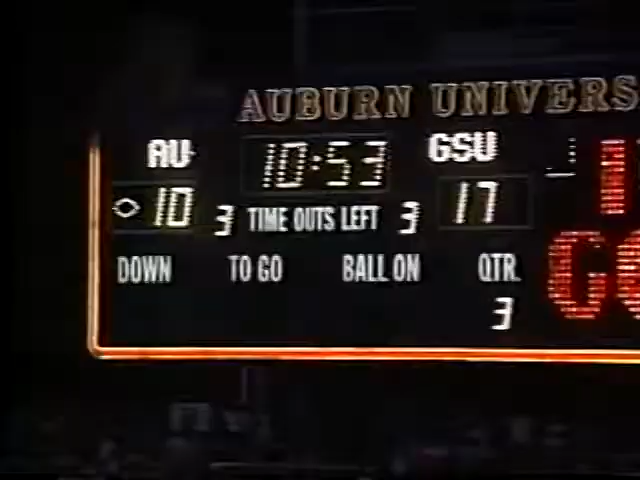 AUBURN UNIVERS
AU 10:53 GSU
10 3 TIME OUTS LEFT 3 17
DOWN TO GO BALL ON QTR
3